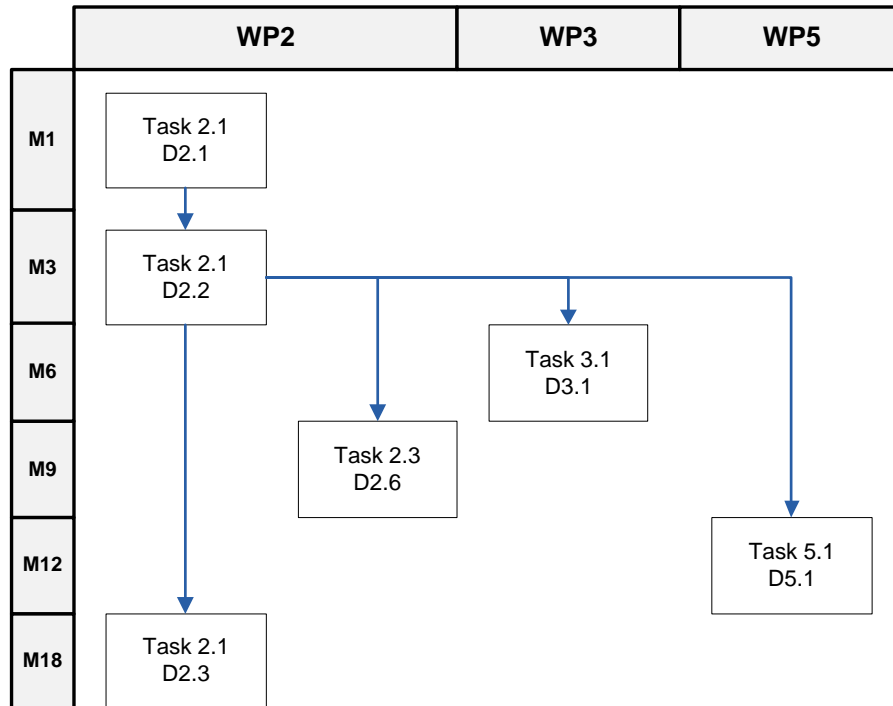 WP2 WP3 WP5
M1
Task 2.1
D2.1
M3
Task 2.1
D2.2
M6
Task 3.1
D3.1
M9
Task 2.3
D2.6
M12
Task 5.1
D5.1
M18
Task 2.1
D2.3